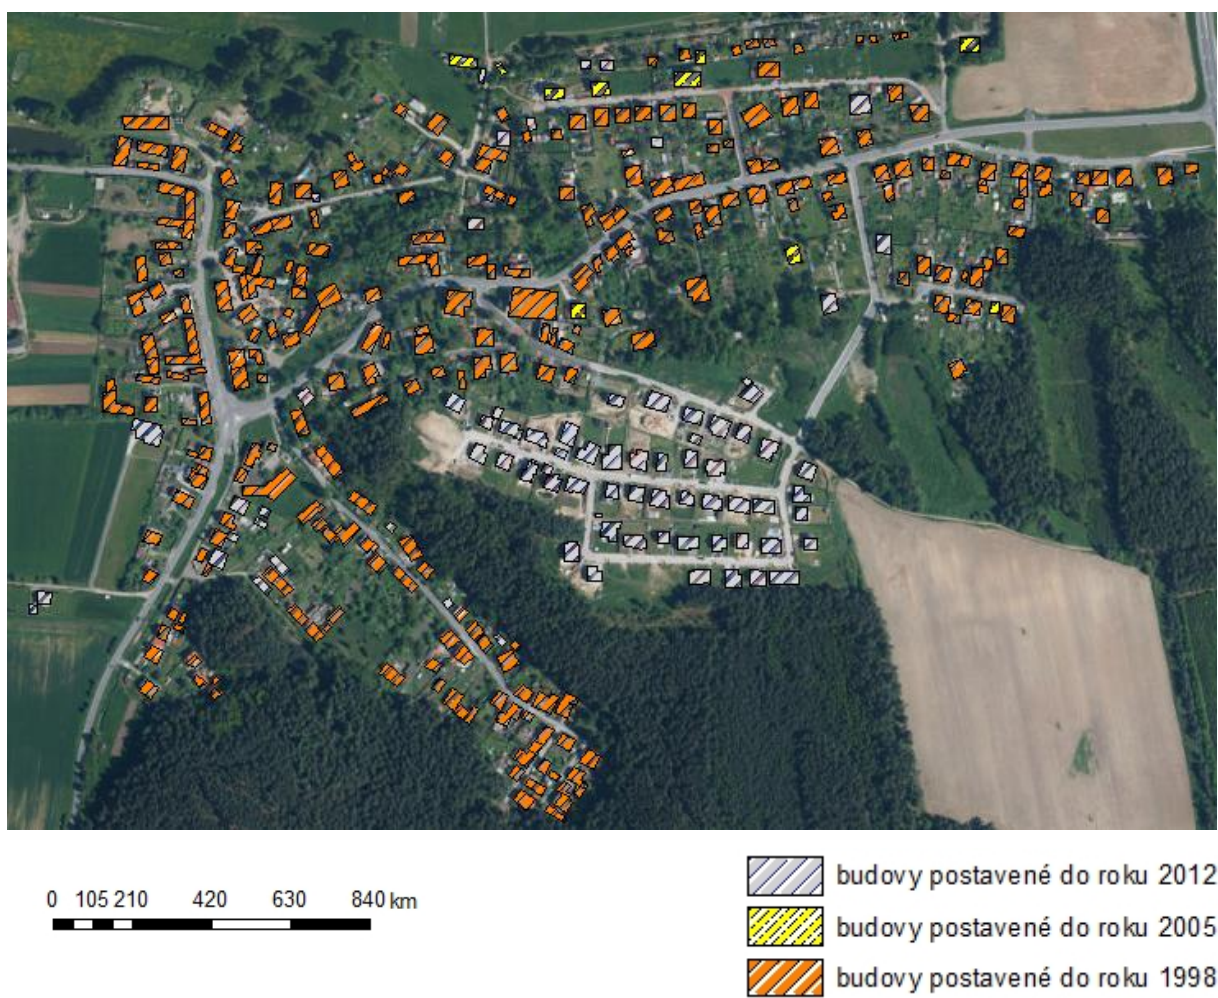 0 105 210 420 630 840 km
budovy postavené do roku 2012
budovy postavené do roku 2005
budovy postavené do roku 1998